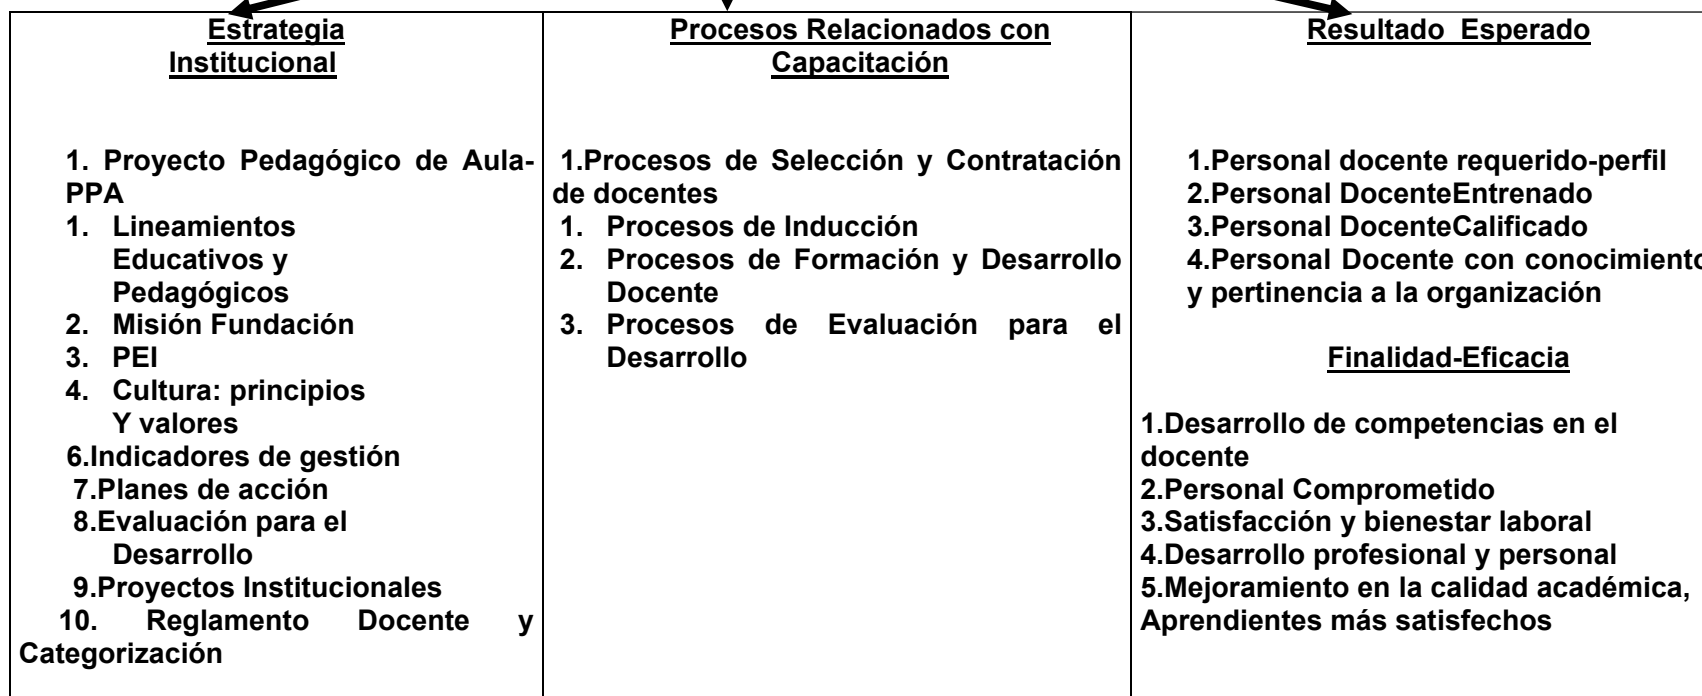 Estrategia
Institucional
1. Proyecto Pedagógico de Aula-
PPA
1. Lineamientos
Educativos y
Pedagógicos
2. Misión Fundación
3. PEI
4. Cultura: principios
Y valores
6.Indicadores de gestión
7.Planes de acción
8.Evaluación para el
Desarrollo
9.Proyectos Institucionales
10. Reglamento Docente y
Categorización
Procesos Relacionados con
Capacitación
1.Procesos de Selección y Contratación
de docentes
1. Procesos de Inducción
2. Procesos de Formación y Desarrollo
Docente
3. Procesos de Evaluación para el
Desarrollo
Resultado Esperado
1.Personal docente requerido-perfil
2.Personal DocenteEntrenado
3.Personal DocenteCalificado
4.Personal Docente con conocimiento
y pertinencia a la organización
Finalidad-Eficacia
1.Desarrollo de competencias en el
docente
2.Personal Comprometido
3.Satisfacción y bienestar laboral
4.Desarrollo profesional y personal
5.Mejoramiento en la calidad académica,
Aprendientes más satisfechos